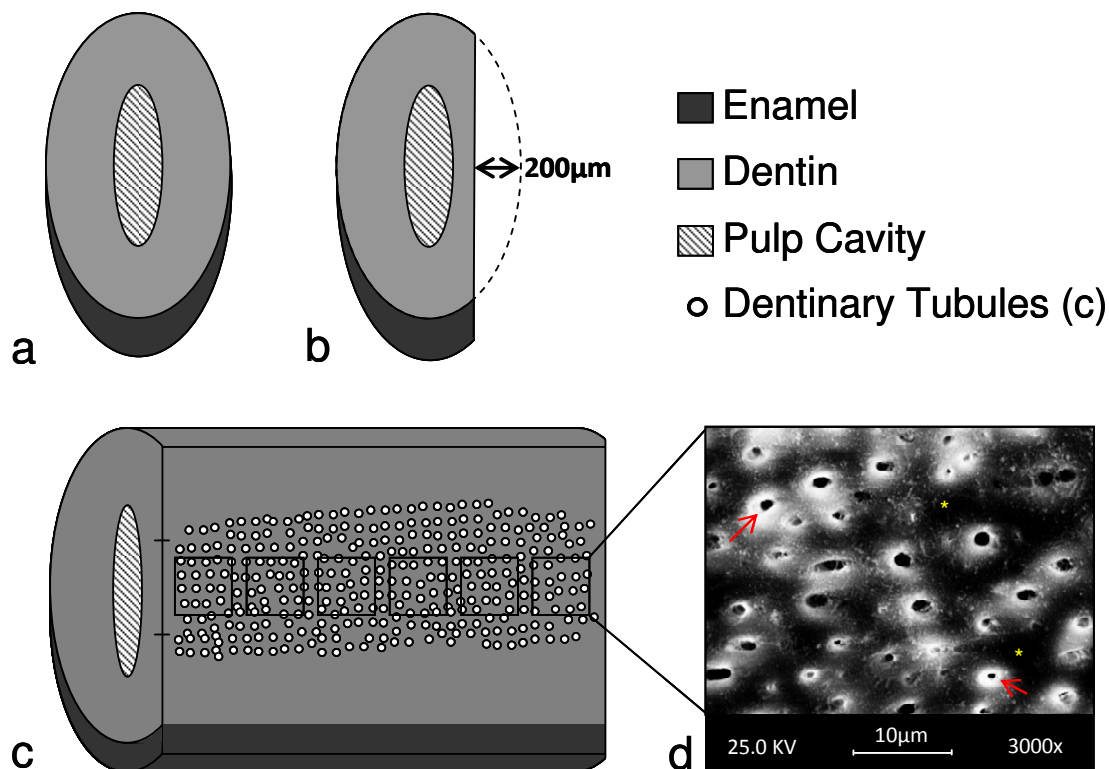 200μm
Enamel
Dentin
Pulp Cavity
Dentinary Tubules (c)
a
b
c
d
*
*
25.0 KV
10μm
3000x